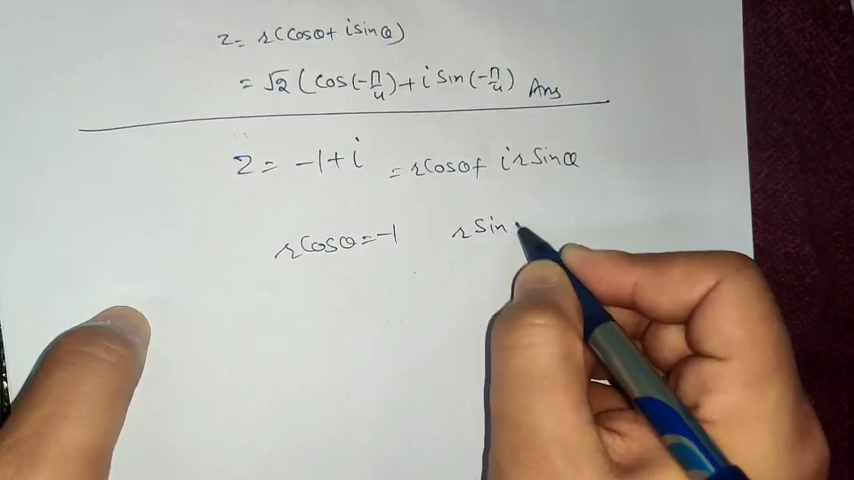 z = r(cosθ + i sinθ)
= √2 (cos(-π/4) + i sin(-π/4) Ans
z = -1 + i = r cosθ + i r sinθ
r cosθ = -1 r sin